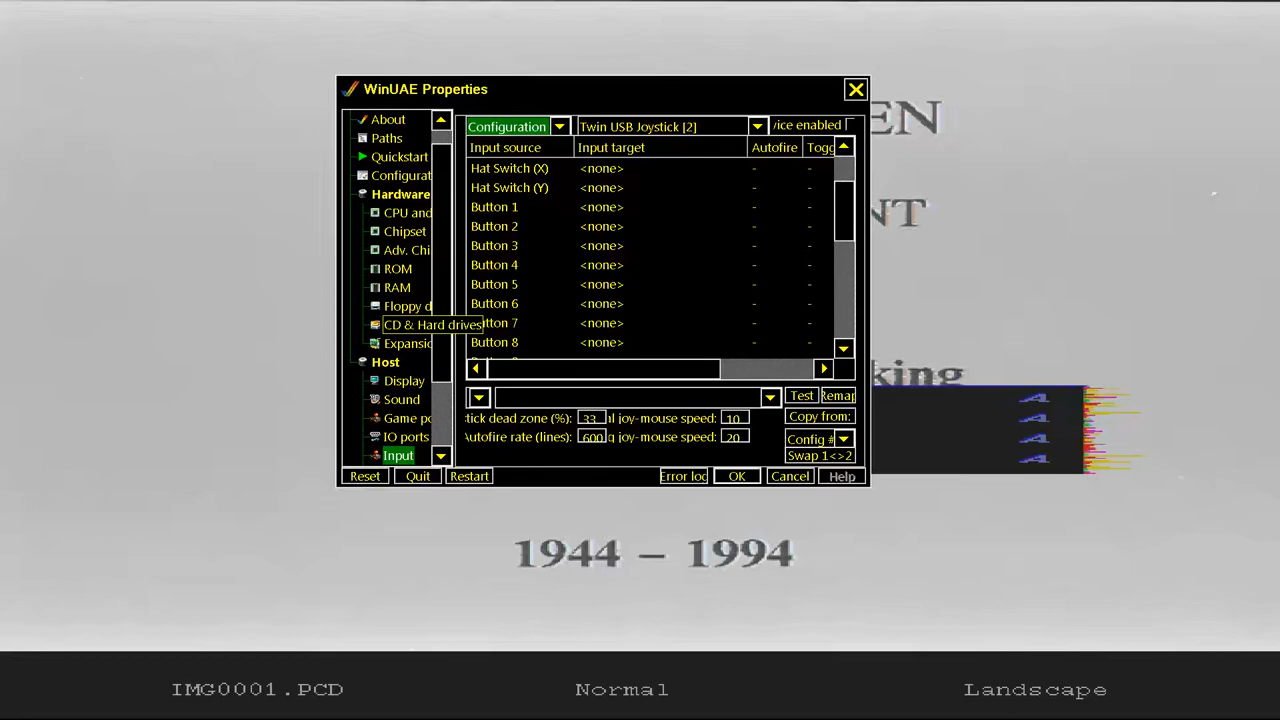 WinUAE Properties
About
Paths
Quickstart
Configurat
Hardware
CPU and
Chipset
Adv. Chi
ROM
RAM
Floppy d
CD & Hard drives
Expansic
Host
Display
Sound
Game po
IO ports
Input
Configuration Twin USB Joystick [2] vice enabled
Input source Input target Autofire Togg
Hat Switch (X) <none> - -
Hat Switch (Y) <none> - -
Button 1 <none> - -
Button 2 <none> - -
Button 3 <none> - -
Button 4 <none> - -
Button 5 <none> - -
Button 6 <none> - -
utton 7 <none> - -
Button 8 <none> - -
Test Remap
stick dead zone (%): 33 al joy-mouse speed: 10 Copy from:
Autofire rate (lines): 600 g joy-mouse speed: 20 Config #
Swap 1<>2
Reset Quit Restart Error log OK Cancel Help
EN
NT
king
A
A
A
A
1944 – 1994
IMG0001.PCD Normal Landscape